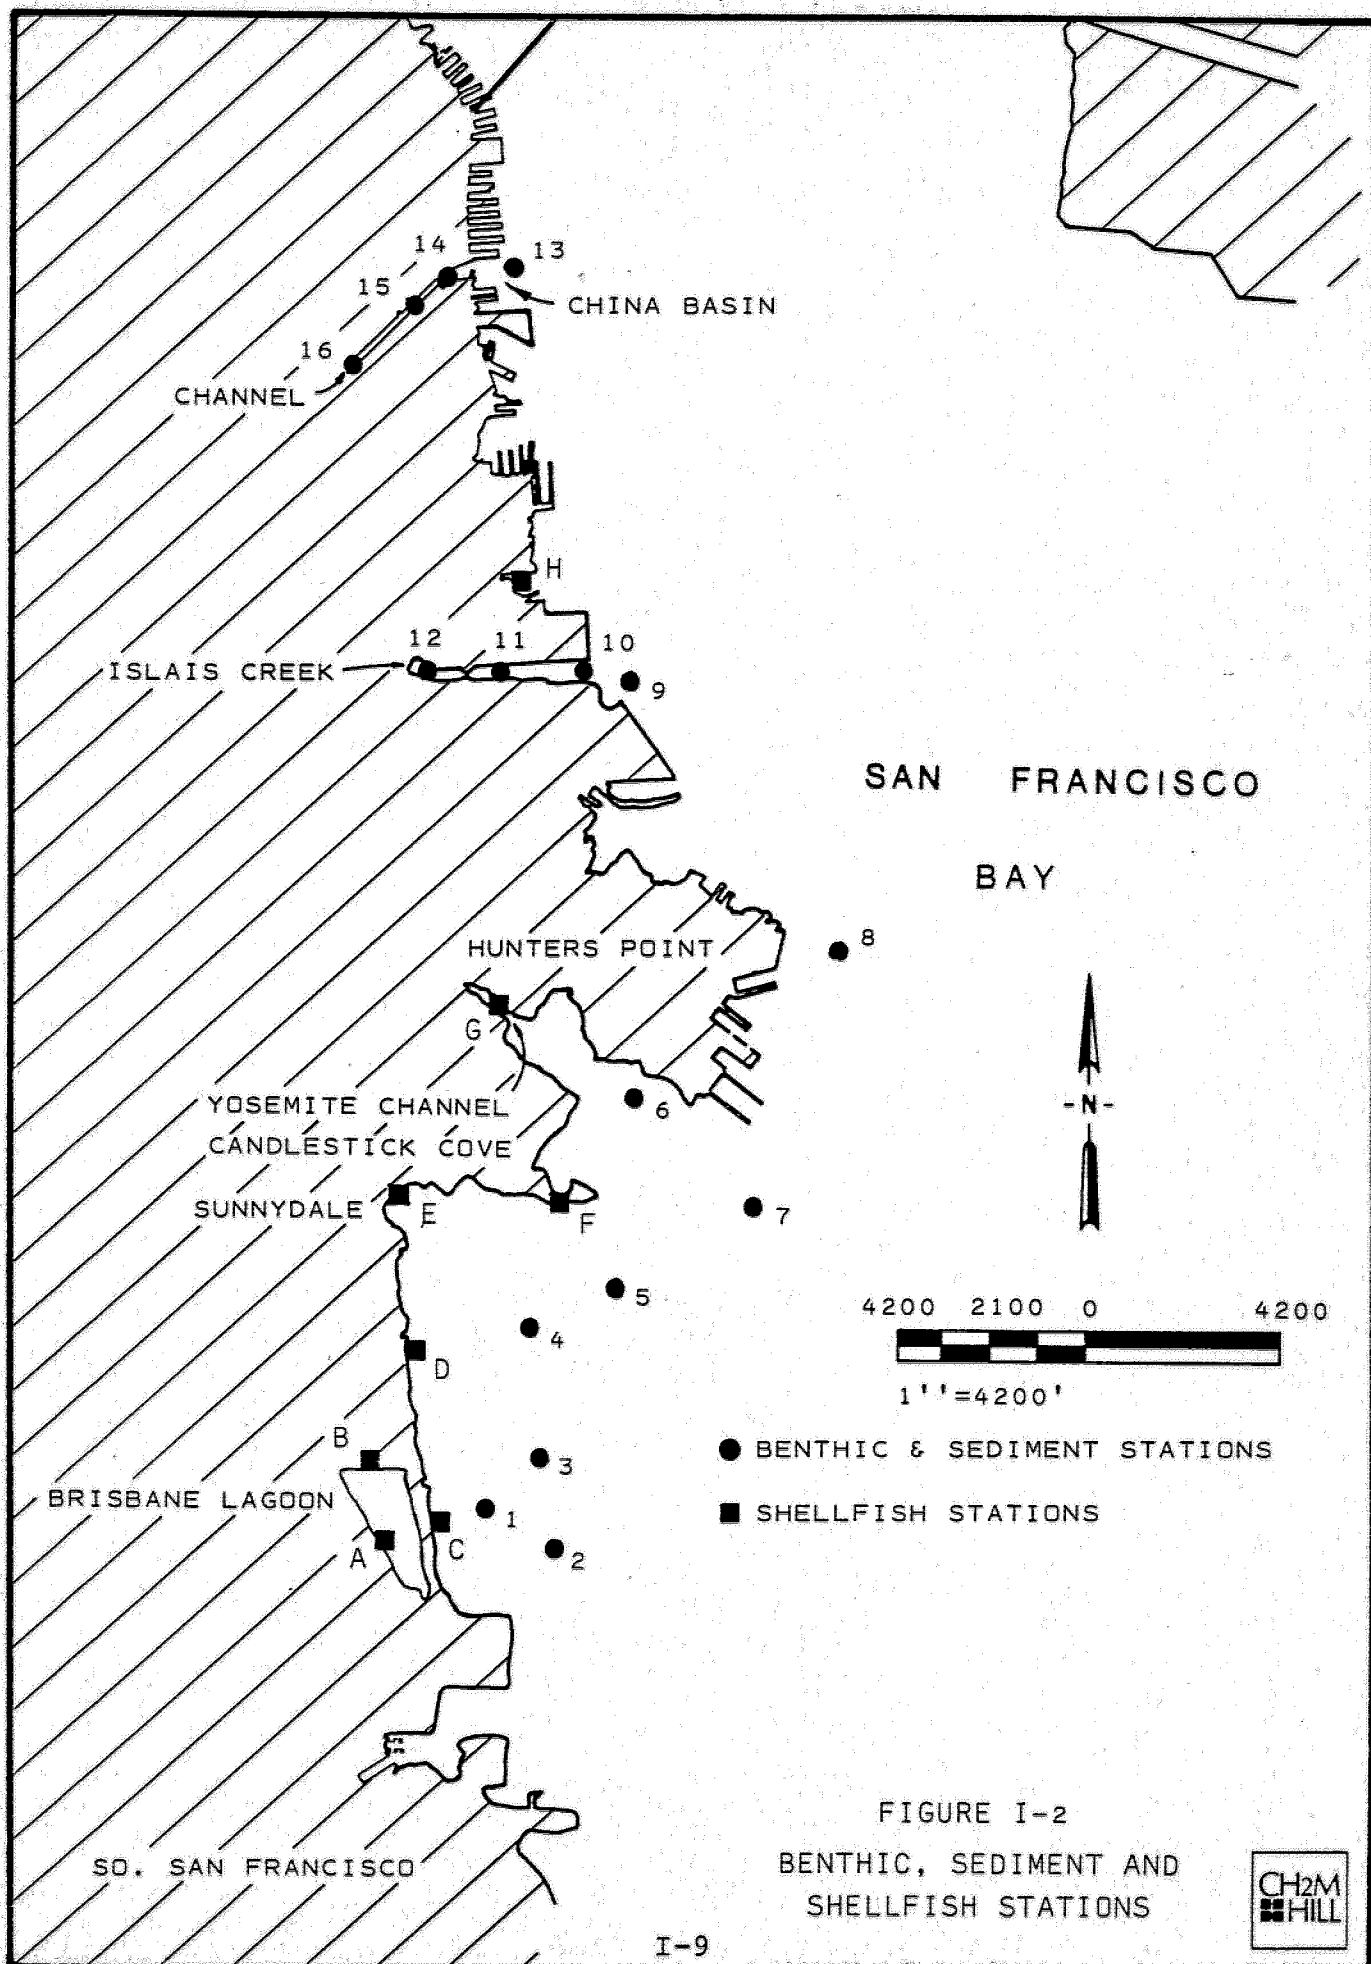 14
13
15
CHINA BASIN
16
CHANNEL
H
12
11
10
ISLAIS CREEK
9
SAN FRANCISCO
BAY
8
HUNTERS POINT
G
6
YOSEMITE CHANNEL
-N-
CANDLESTICK COVE
SUNNYDALE
E
F
7
5
4200 2100 0 4200
4
D
1''=4200'
B
3
BENTHIC & SEDIMENT STATIONS
BRISBANE LAGOON
1
SHELLFISH STATIONS
A
C
2
FIGURE I-2
BENTHIC, SEDIMENT AND
SHELLFISH STATIONS
SO. SAN FRANCISCO
CH2M
HILL
I-9